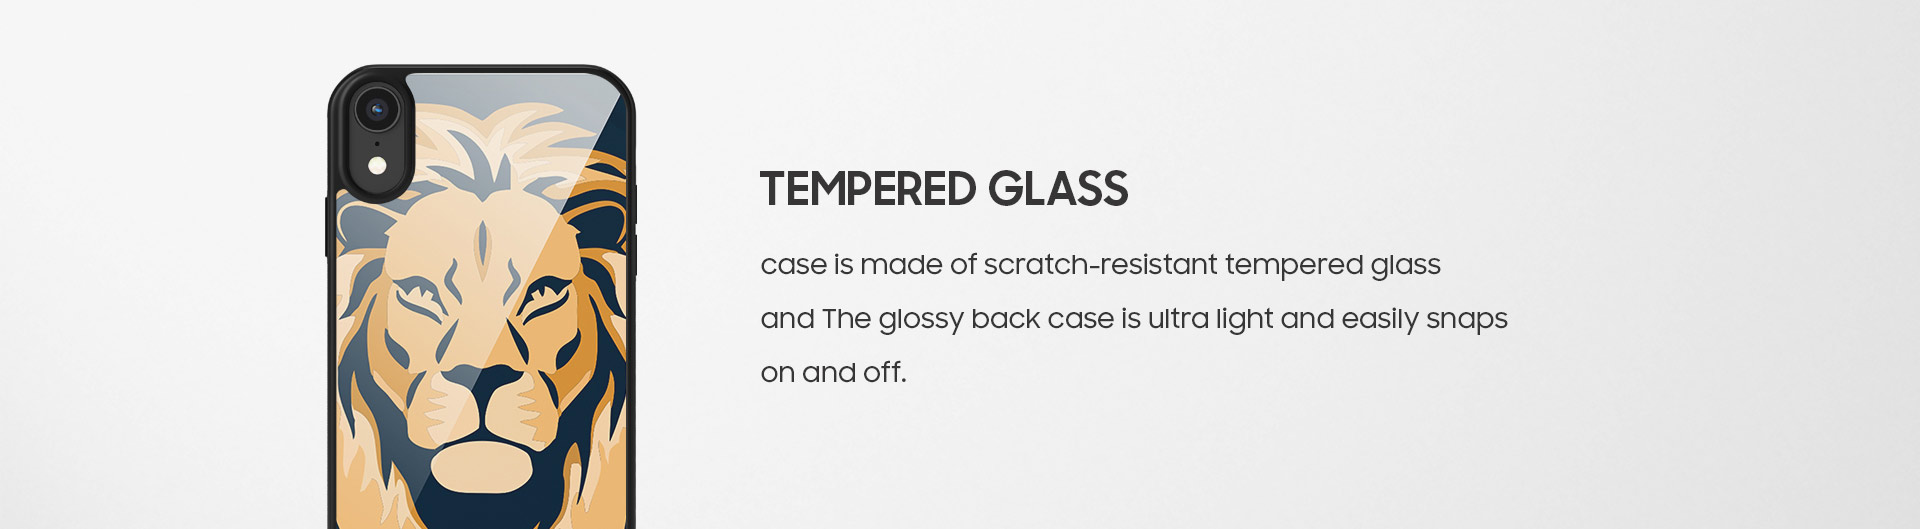 TEMPERED GLASS
case is made of scratch-resistant tempered glass
and The glossy back case is ultra light and easily snaps
on and off.